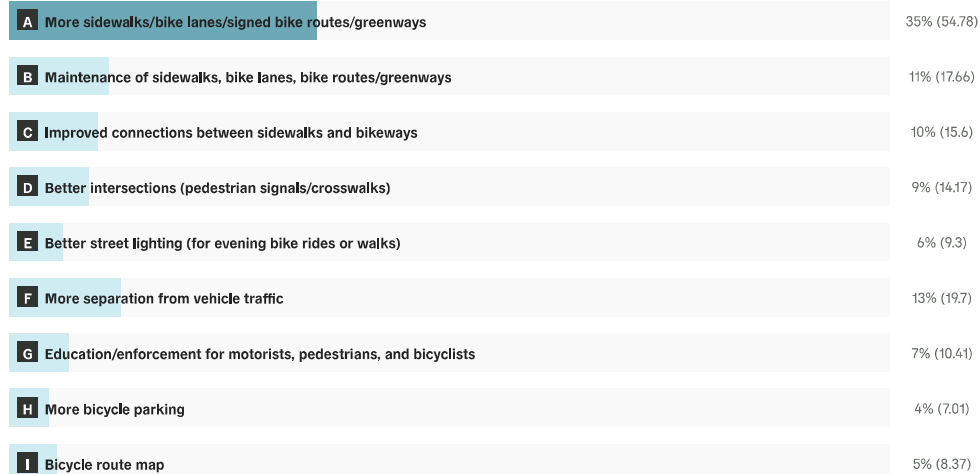 A More sidewalks/bike lanes/signed bike routes/greenways 35% (54.78)
B Maintenance of sidewalks, bike lanes, bike routes/greenways 11% (17.66)
C Improved connections between sidewalks and bikeways 10% (15.6)
D Better intersections (pedestrian signals/crosswalks) 9% (14.17)
E Better street lighting (for evening bike rides or walks) 6% (9.3)
F More separation from vehicle traffic 13% (19.7)
G Education/enforcement for motorists, pedestrians, and bicyclists 7% (10.41)
H More bicycle parking 4% (7.01)
I Bicycle route map 5% (8.37)